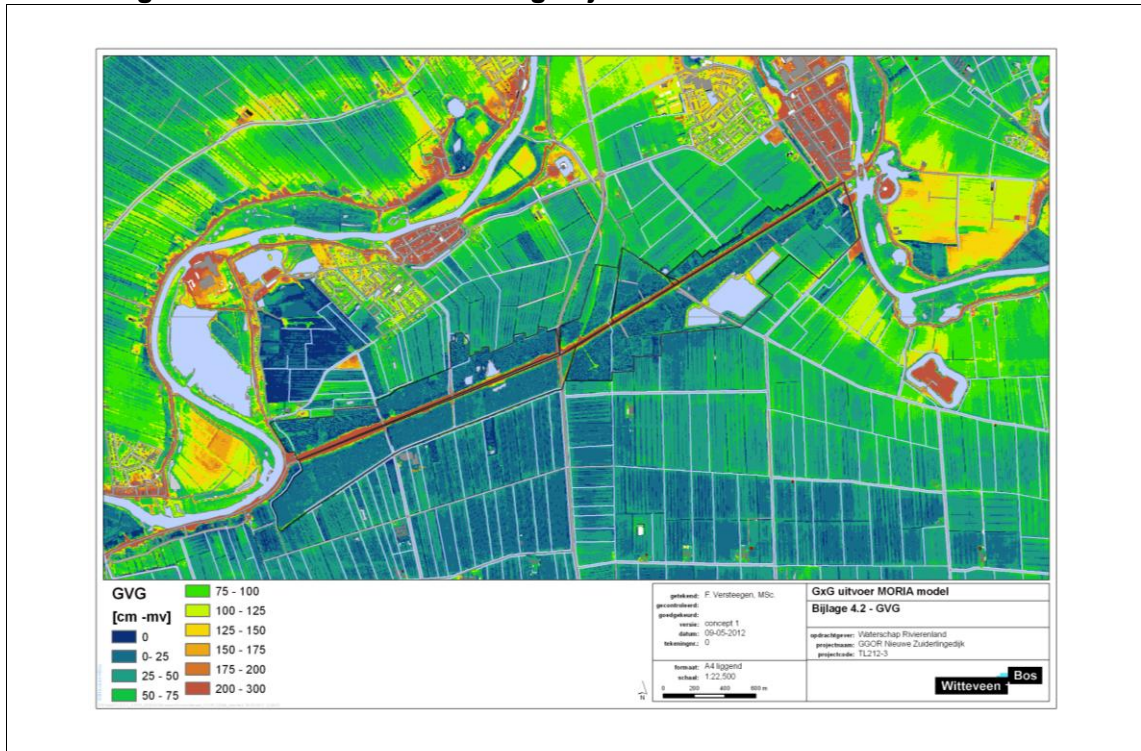 GVG
[cm -mv]
0
0- 25
25 - 50
50 - 75
75 - 100
100 - 125
125 - 150
150 - 175
175 - 200
200 - 300
getekend: F. Versteegen, MSc.
gecontroleerd:
goedgekeurd:
versie: concept 1
datum: 09-05-2012
tekeningnr.: 0
formaat: A4 liggend
schaal: 1:22.500
0 200 400 600 m
N
GxG uitvoer MORIA model
Bijlage 4.2 - GVG
opdrachtgever: Waterschap Rivierenland
projectnaam: GGOR Nieuwe Zuiderlingedijk
projectcode: TL212-3
Witteveen
Bos